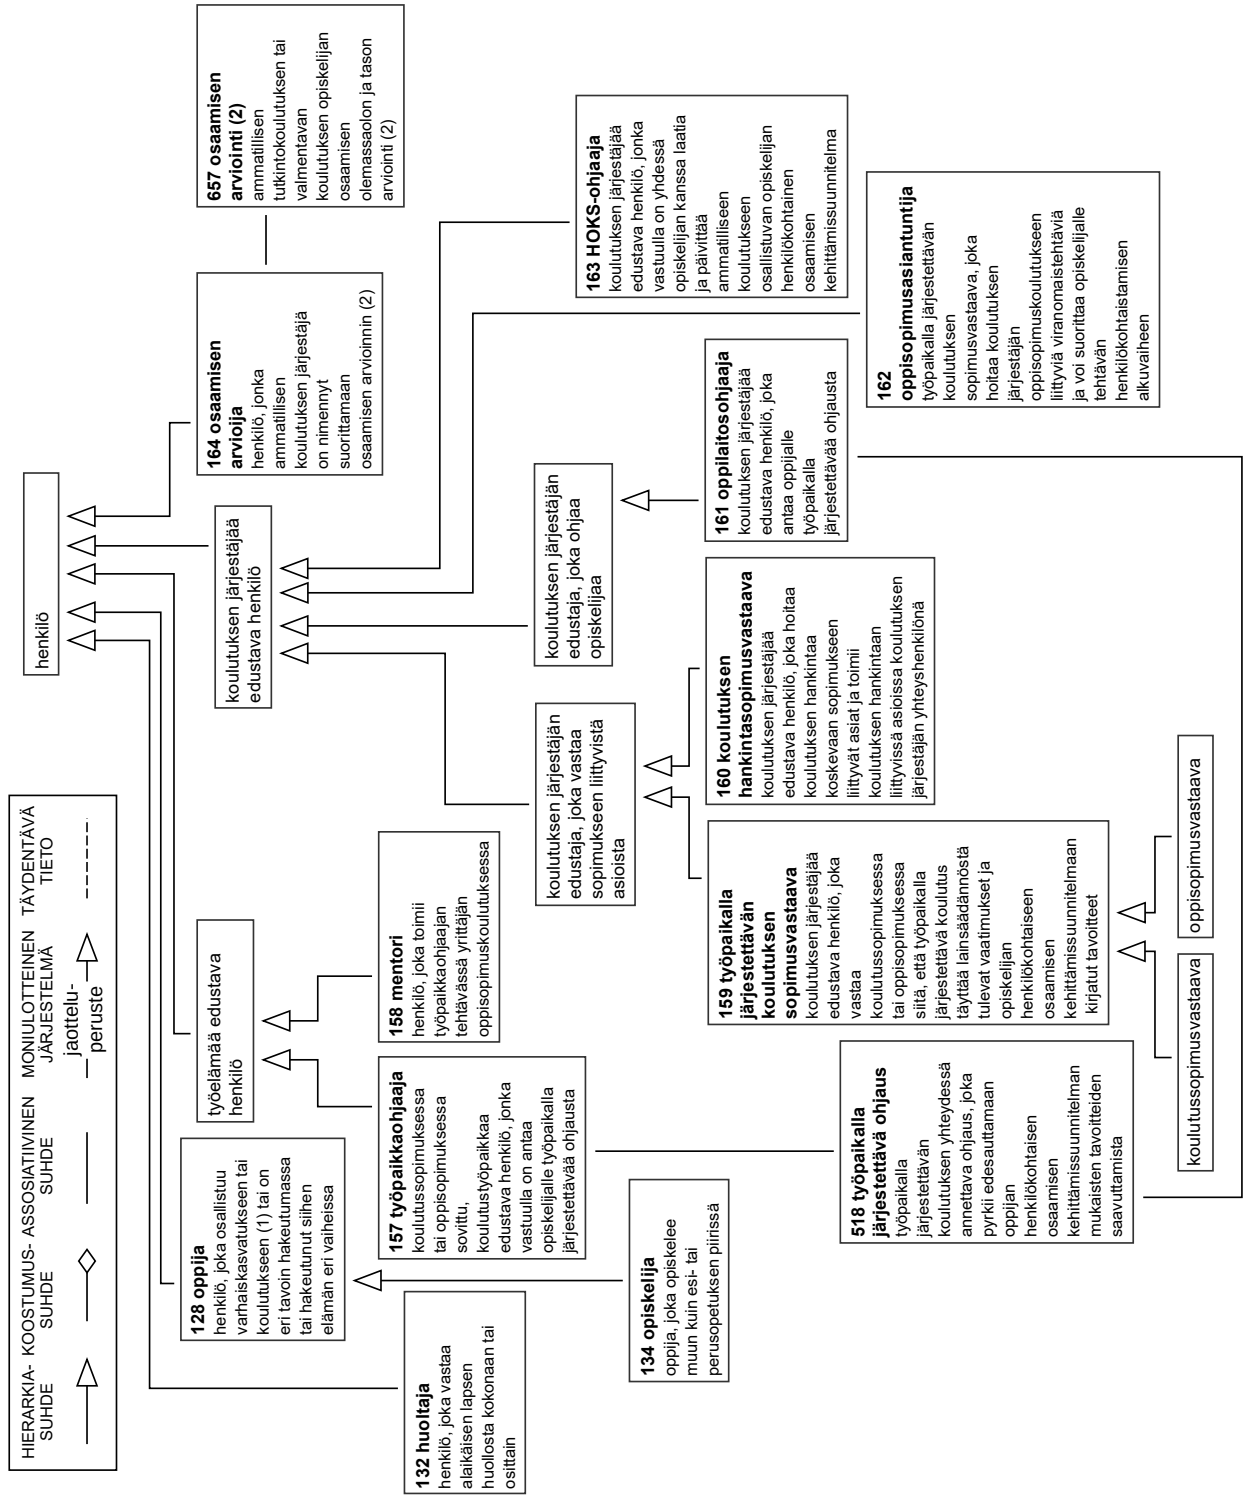 HIERARKIA-
SUHDE
KOOSTUMUS-
SUHDE
ASSOSIATIIVINEN
SUHDE
MONIULOTTEINEN
JÄRJESTELMÄ
jaottelu-
peruste
TÄYDENTÄVÄ
TIETO
henkilö
132 huoltaja
henkilö, joka vastaa
alaikäisen lapsen
huollosta kokonaan tai
osittain
128 oppija
henkilö, joka osallistuu
varhaiskasvatukseen tai
koulutukseen (1) tai on
eri tavoin hakeutumassa
tai hakeutunut siihen
elämän eri vaiheissa
134 opiskelija
oppija, joka opiskelee
muun kuin esi- tai
perusopetuksen piirissä
työelämää edustava
henkilö
157 työpaikkaohjaaja
koulutussopimuksessa
tai oppisopimuksessa
sovittu,
koulutustyöpaikkaa
edustava henkilö, jonka
vastuulla on antaa
opiskelijalle työpaikalla
järjestettävää ohjausta
158 mentori
henkilö, joka toimii
työpaikkaohjaajan
tehtävässä yrittäjän
oppisopimuskoulutuksessa
518 työpaikalla
järjestettävä ohjaus
työpaikalla
järjestettävän
koulutuksen yhteydessä
annettava ohjaus, joka
pyrkii edesauttamaan
oppijan
henkilökohtaisen
osaamisen
kehittämissuunnitelman
mukaisten tavoitteiden
saavuttamista
koulutuksen järjestäjää
edustava henkilö
koulutuksen järjestäjän
edustaja, joka vastaa
sopimukseen liittyvistä
asioista
159 työpaikalla
järjestettävän
koulutuksen
sopimusvastaava
koulutuksen järjestäjää
edustava henkilö, joka
vastaa
koulutussopimuksessa
tai oppisopimuksessa
siitä, että työpaikalla
järjestettävä koulutus
täyttää lainsäädännöstä
tulevat vaatimukset ja
opiskelijan
henkilökohtaiseen
osaamisen
kehittämissuunnitelmaan
kirjatut tavoitteet
koulutussopimusvastaava
oppisopimusvastaava
160 koulutuksen
hankintasopimusvastaava
koulutuksen järjestäjää
edustava henkilö, joka hoitaa
koulutuksen hankintaa
koskevaan sopimukseen
liittyvät asiat ja toimii
koulutuksen hankintaan
liittyvissä asioissa koulutuksen
järjestäjän yhteyshenkilönä
koulutuksen järjestäjän
edustaja, joka ohjaa
opiskelijaa
161 oppilaitosohjaaja
koulutuksen järjestäjää
edustava henkilö, joka
antaa oppijalle
työpaikalla
järjestettävää ohjausta
162
oppisopimusasiantuntija
työpaikalla järjestettävän
koulutuksen
sopimusvastaava, joka
hoitaa koulutuksen
järjestäjän
oppisopimuskoulutukseen
liittyviä viranomaistehtäviä
ja voi suorittaa opiskelijalle
tehtävän
henkilökohtaistamisen
alkuvaiheen
163 HOKS-ohjaaja
koulutuksen järjestäjää
edustava henkilö, jonka
vastuulla on yhdessä
opiskelijan kanssa laatia
ja päivittää
ammatilliseen
koulutukseen
osallistuvan opiskelijan
henkilökohtainen
osaamisen
kehittämissuunnitelma
164 osaamisen
arvioija
henkilö, jonka
ammatillisen
koulutuksen järjestäjä
on nimennyt
suorittamaan
osaamisen arvioinnin (2)
657 osaamisen
arviointi (2)
ammatillisen
tutkintokoulutuksen tai
valmentavan
koulutuksen opiskelijan
osaamisen
olemassaolon ja tason
arviointi (2)